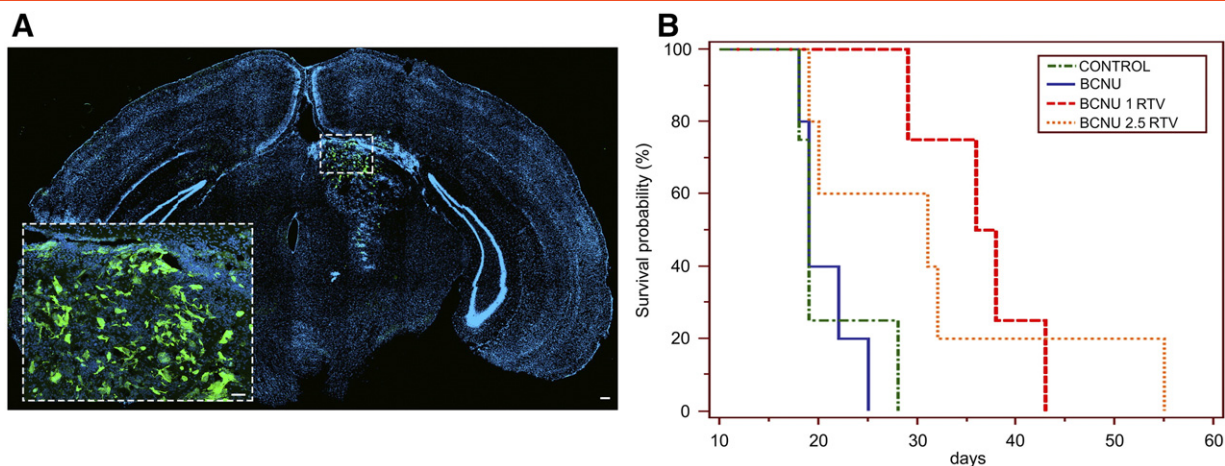 A
B
Survival probability (%)
100
80
60
40
20
0
CONTROL
BCNU
BCNU 1 RTV
BCNU 2.5 RTV
10 20 30 40 50 60
days